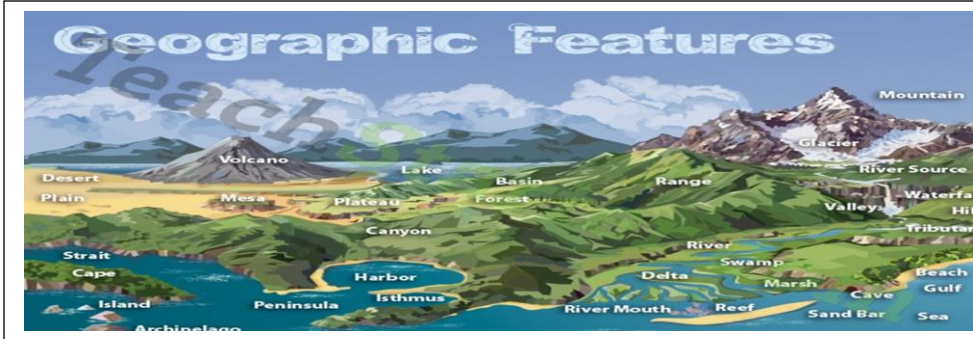 Geographic Features
Teach
Mountain
Volcano
Glacier
Desert
Lake
Basin
Range
River Source
Plain
Mesa
Plateau
Forest
Valley
Canyon
River
Strait
Cape
Harbor
Delta
Swamp
Beach
Island
Peninsula
Isthmus
Marsh
Cave
Gulf
River Mouth
Reef
Sand Bar
Sea
Archipelago